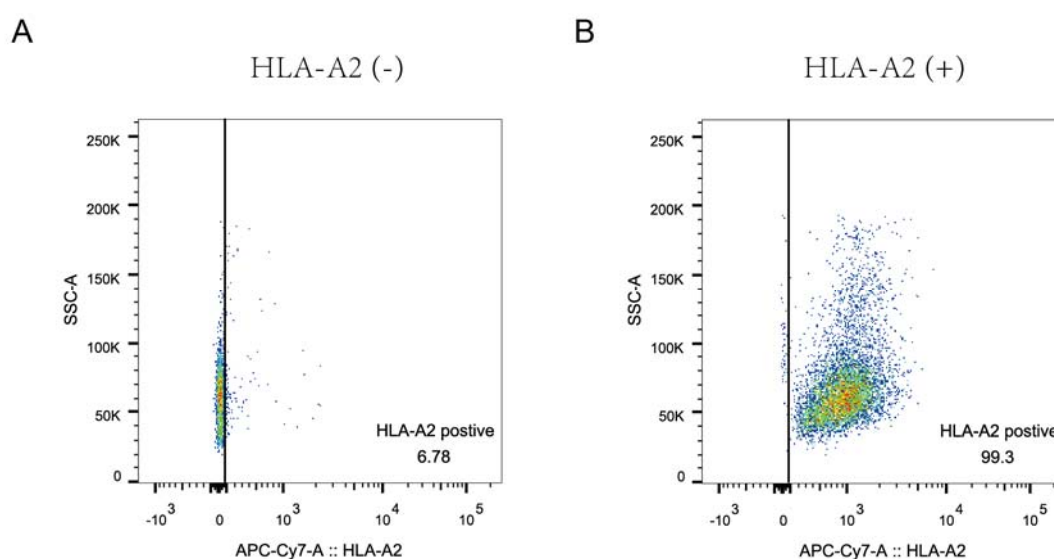 A
HLA-A2 (-)
250K
200K
150K
100K
50K
0
SSC-A
HLA-A2 postive
6.78
-10 3
0
10 3
10 4
10 5
APC-Cy7-A :: HLA-A2
B
HLA-A2 (+)
250K
200K
150K
100K
50K
0
SSC-A
HLA-A2 postive
99.3
-10 3
0
10 3
10 4
10 5
APC-Cy7-A :: HLA-A2